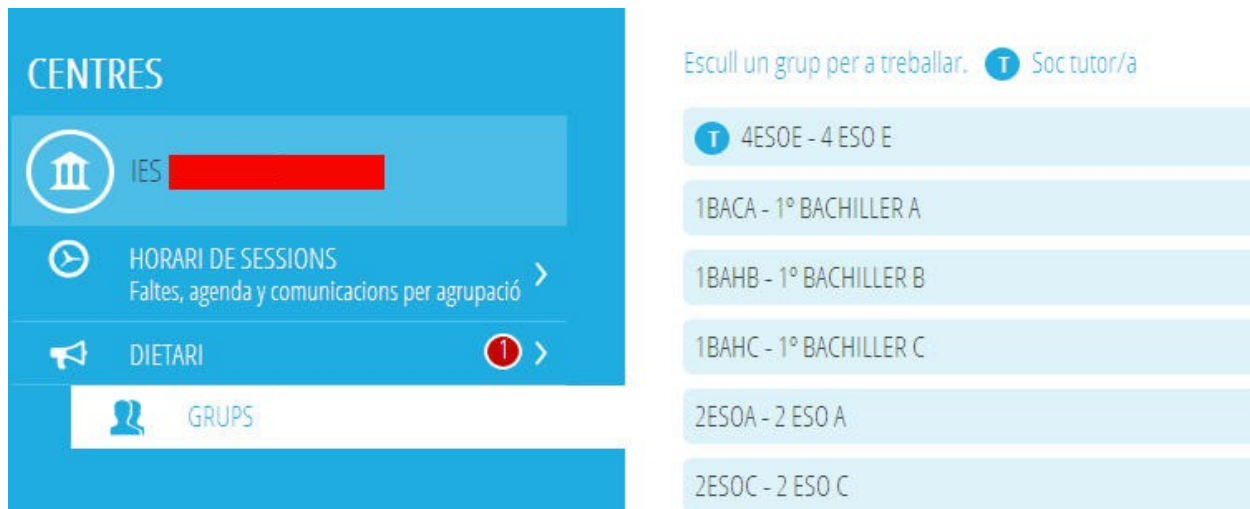 CENTRES
IES
HORARI DE SESSIONS
Faltes, agenda y comunicacions per agrupació
DIETARI
1
GRUPS
Escull un grup per a treballar. T Soc tutor/a
T 4ESOE - 4 ESO E
1BACA - 1º BACHILLER A
1BAHB - 1º BACHILLER B
1BAHC - 1º BACHILLER C
2ESOA - 2 ESO A
2ESOC - 2 ESO C